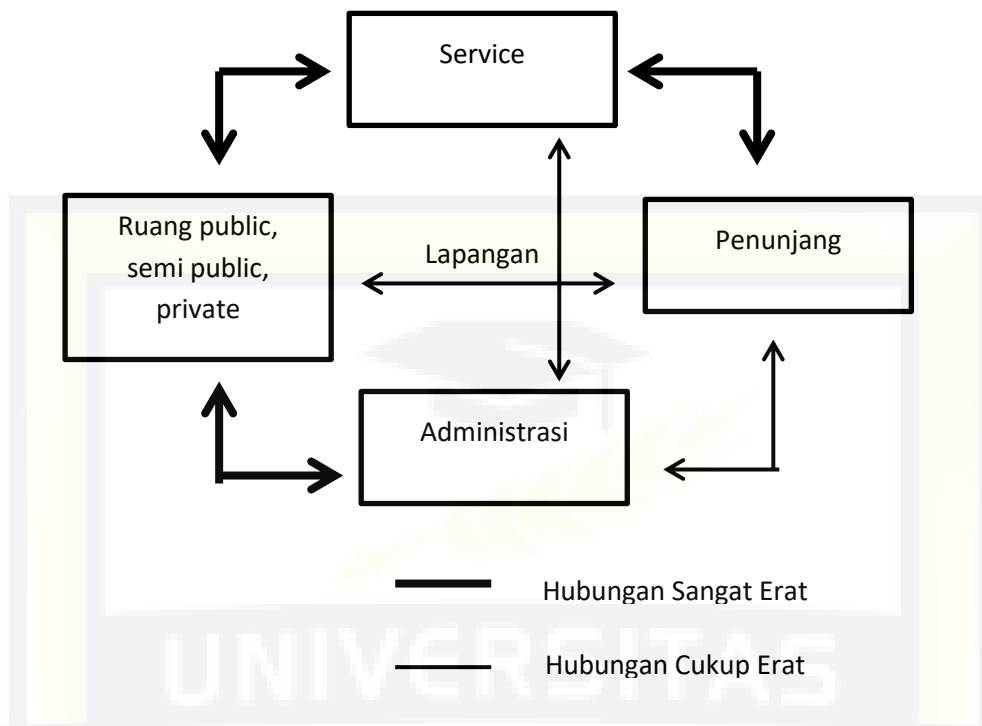 Service
Ruang public,
semi public,
private
Lapangan
Penunjang
Administrasi
Hubungan Sangat Erat
Hubungan Cukup Erat
UNIVERSITAS